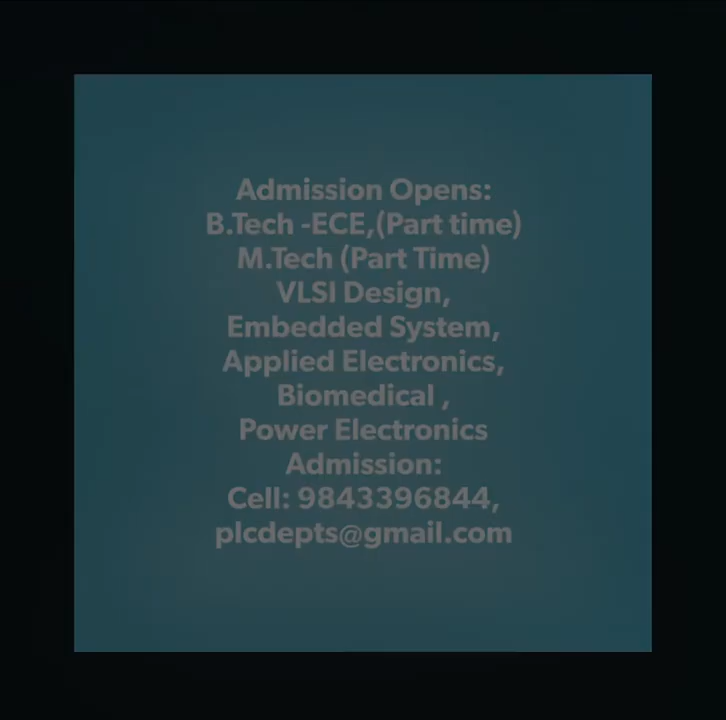 Admission Opens:
B.Tech -ECE,(Part time)
M.Tech (Part Time)
VLSI Design,
Embedded System,
Applied Electronics,
Biomedical ,
Power Electronics
Admission:
Cell: 9843396844,
plcdepts@gmail.com